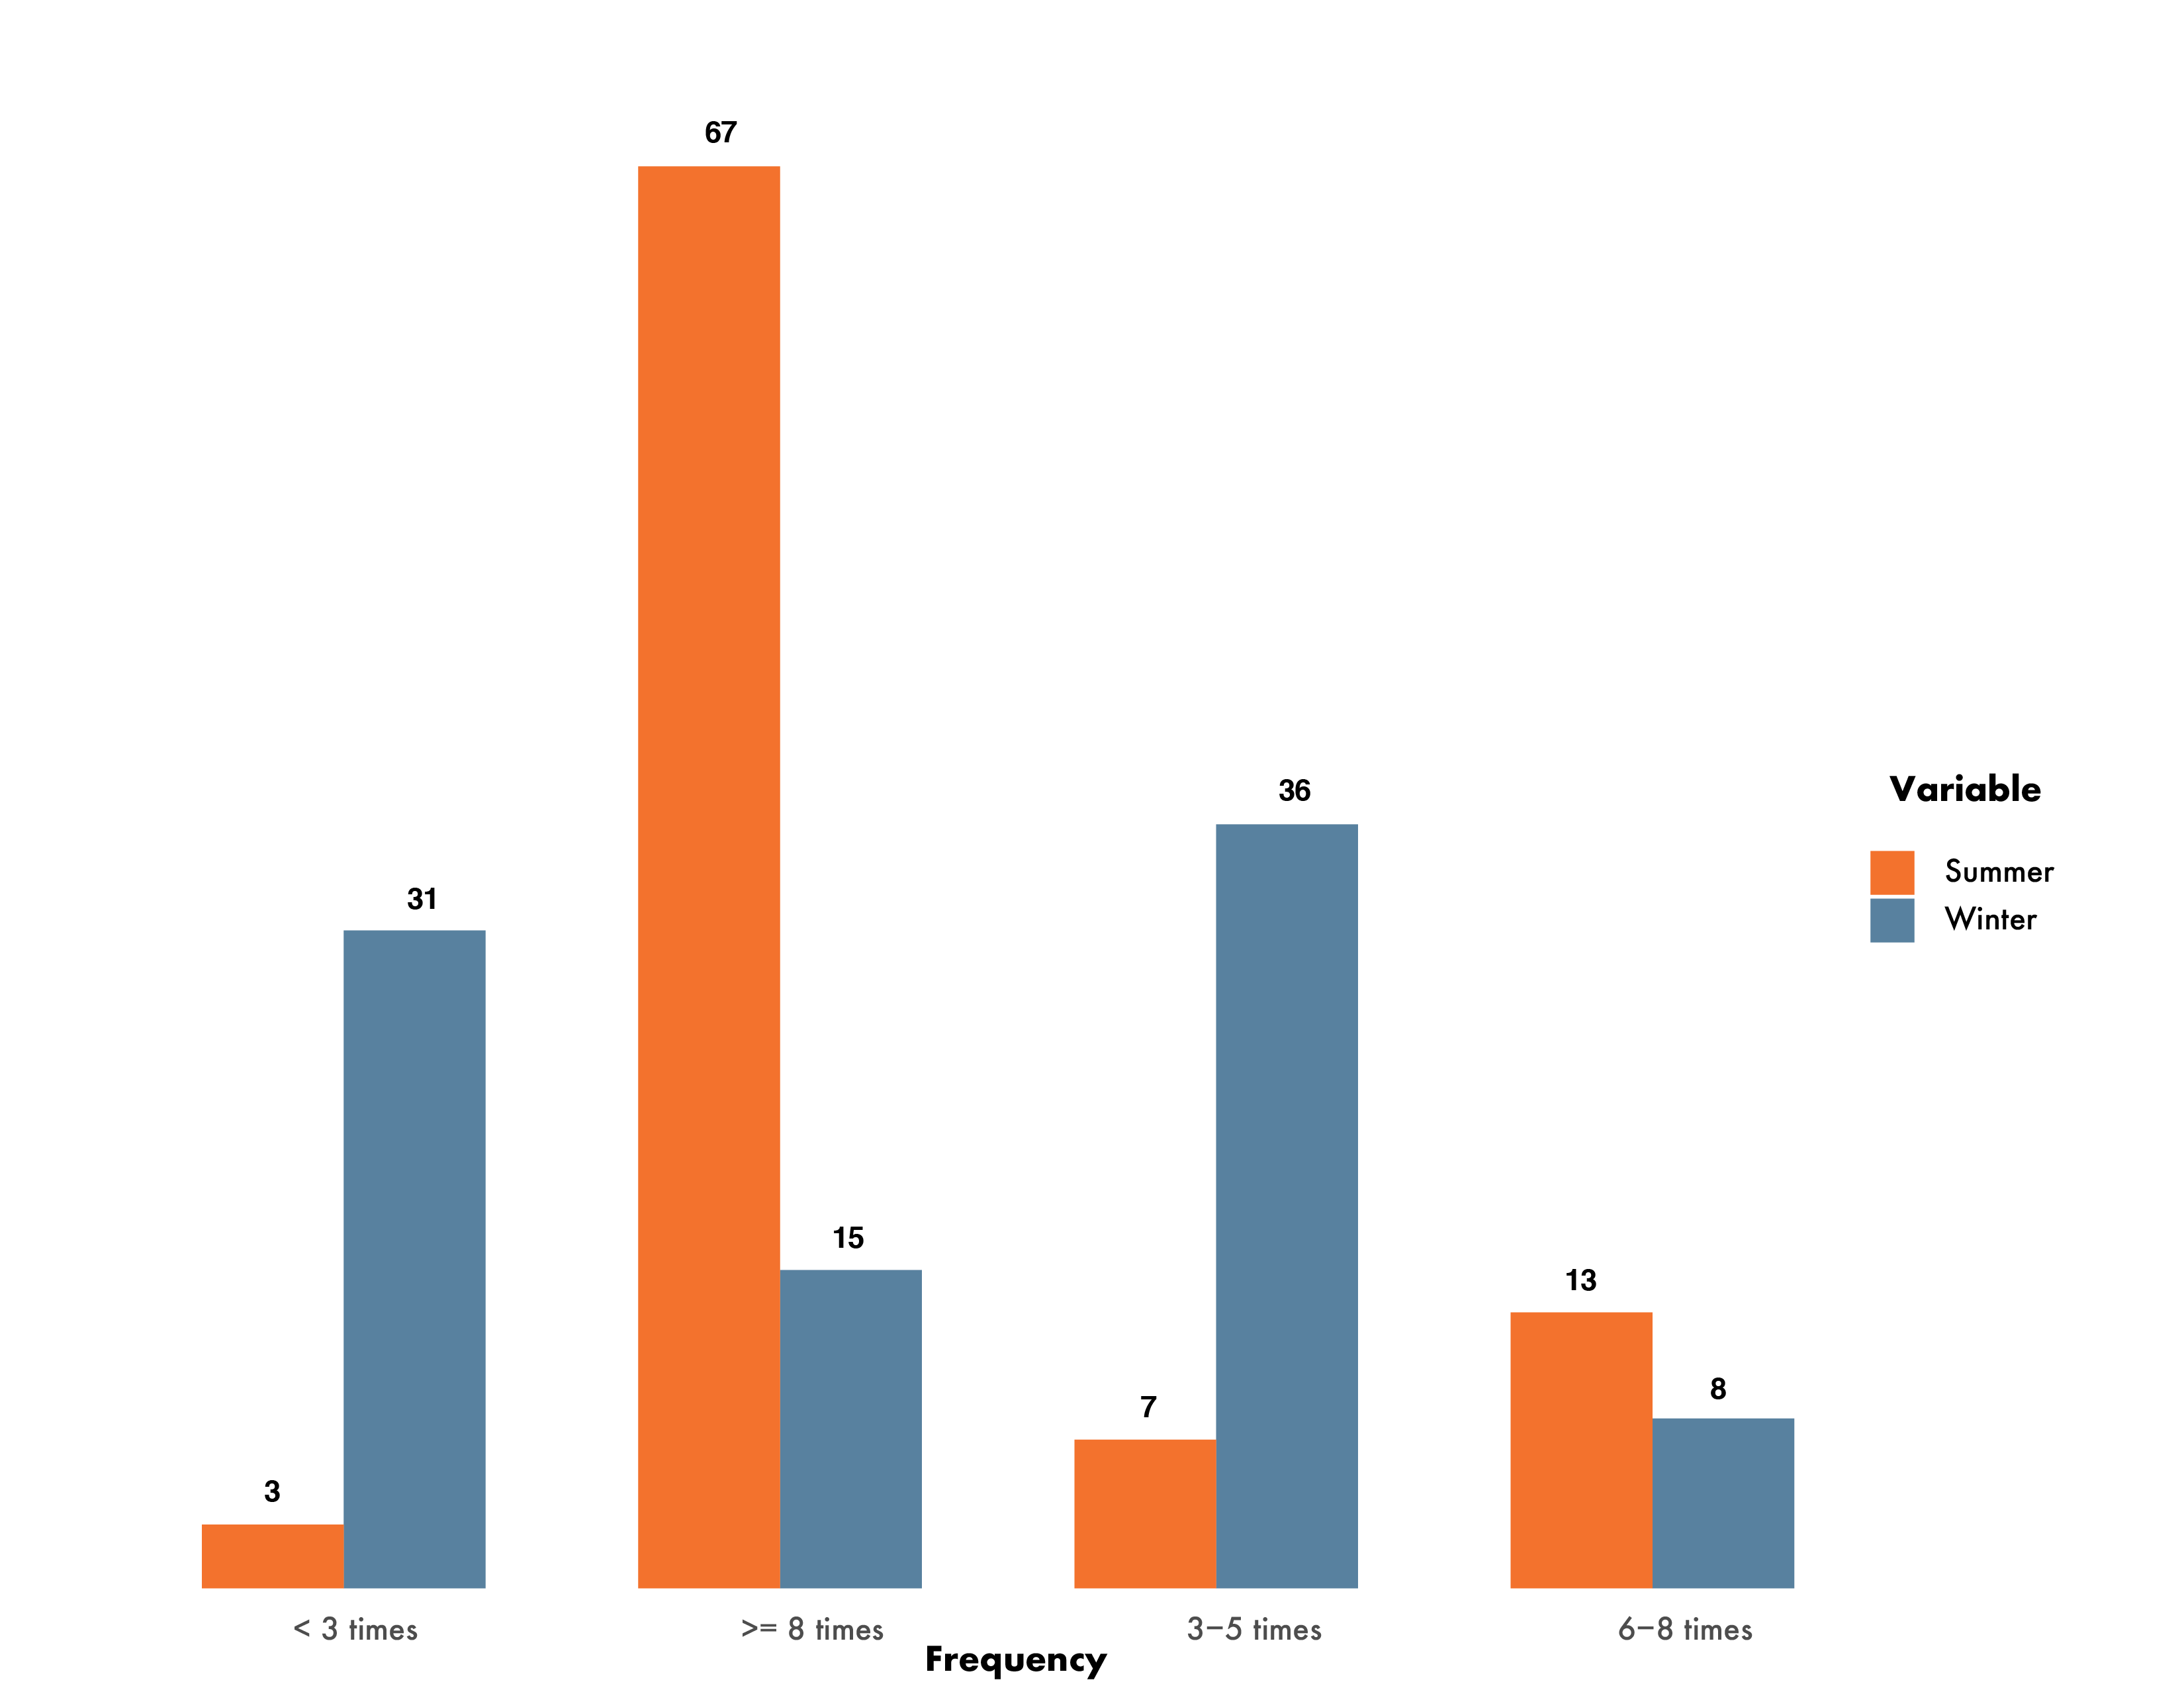 67
36
31
15
13
8
7
3
Variable
Summer
Winter
< 3 times
>= 8 times
3–5 times
6–8 times
Frequency